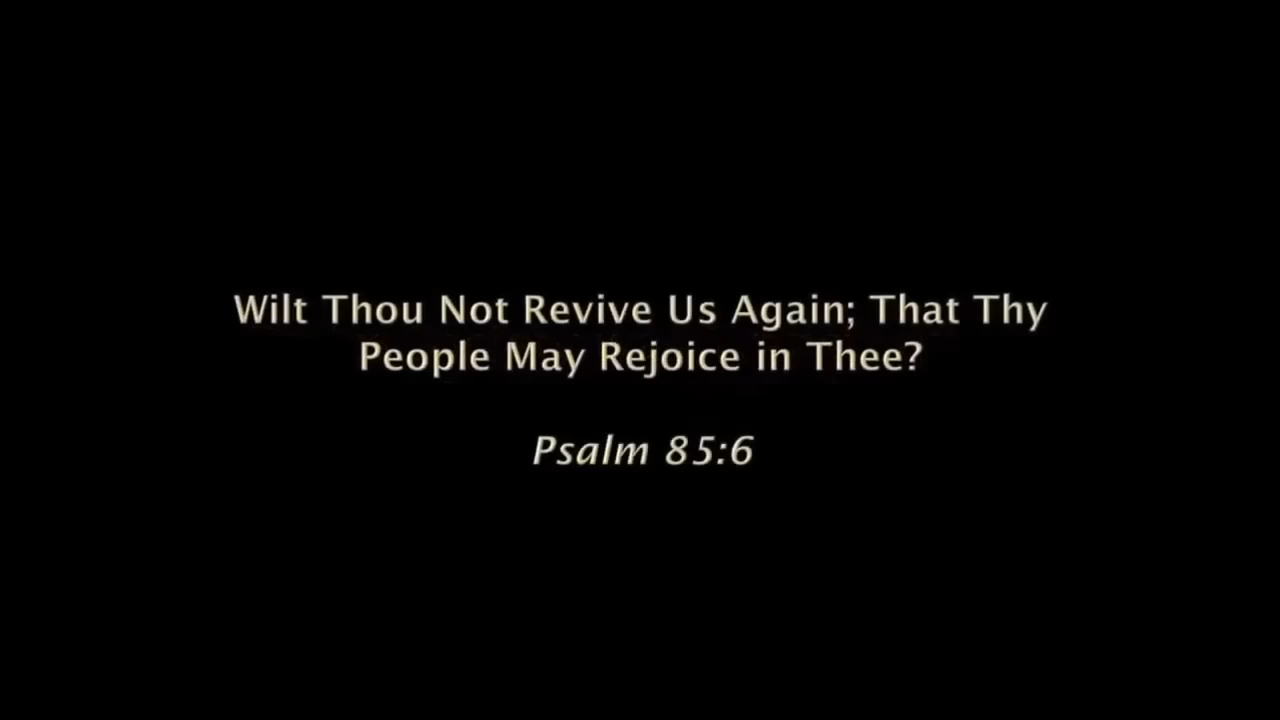 Wilt Thou Not Revive Us Again; That Thy
People May Rejoice in Thee?
Psalm 85:6